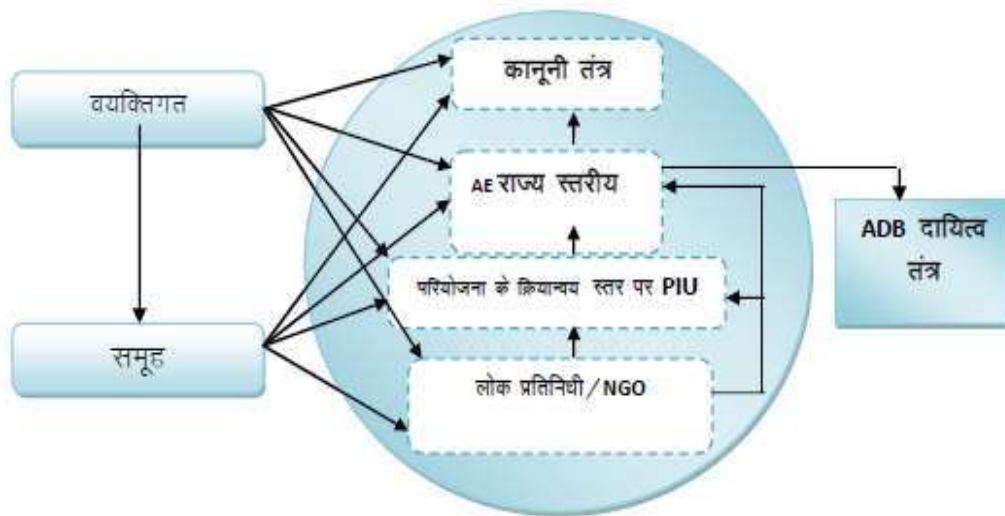 कानूनी तंत्र
वयक्तिगत
AE राज्य स्तरीय
ADB दायित्व
तंत्र
परियोजना के क्रियान्वय स्तर पर PIU
समूह
लोक प्रतिनिधी/NGO